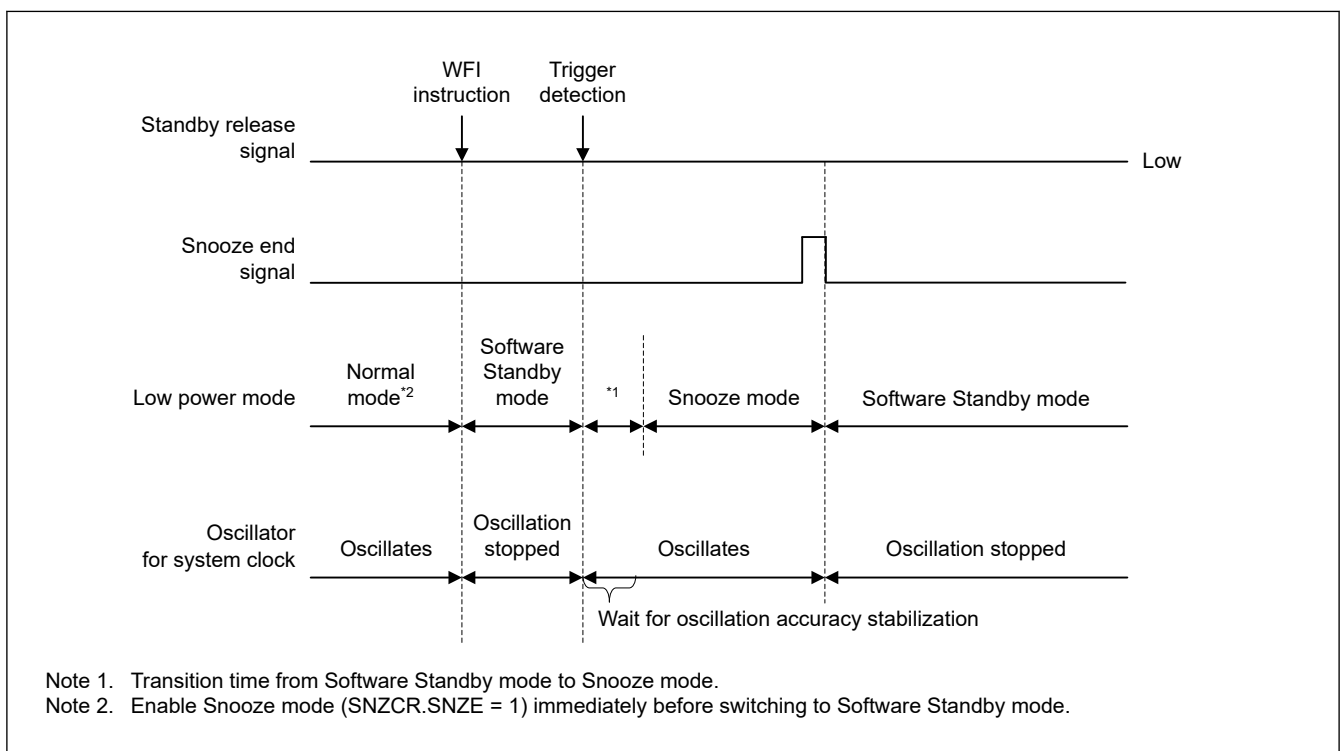 WFI
instruction
Trigger
detection
Standby release
signal
Low
Snooze end
signal
Low power mode
Normal
mode*2
Software
Standby
mode
*1
Snooze mode
Software Standby mode
Oscillator
for system clock
Oscillates
Oscillation
stopped
Oscillates
Oscillation stopped
Wait for oscillation accuracy stabilization
Note 1. Transition time from Software Standby mode to Snooze mode.
Note 2. Enable Snooze mode (SNZCR.SNZE = 1) immediately before switching to Software Standby mode.